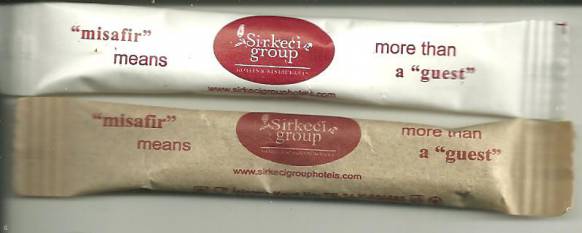 "misafir"
means
Sirkeci
group
more than
a "guest"
www.sirkecigrouphotels.com
"misafir"
means
Sirkeci
group
more than
a "guest"
www.sirkecigrouphotels.com